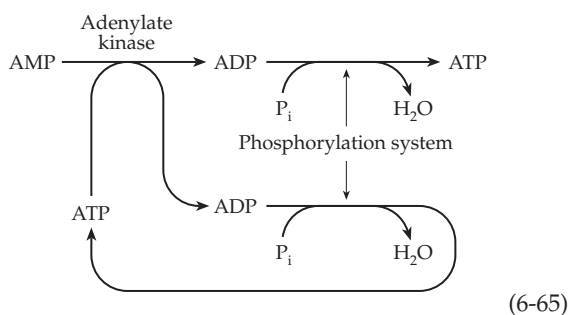 Adenylate
kinase
AMP ADP ATP
Pi H2O
Phosphorylation system
ATP ADP
Pi H2O
(6-65)